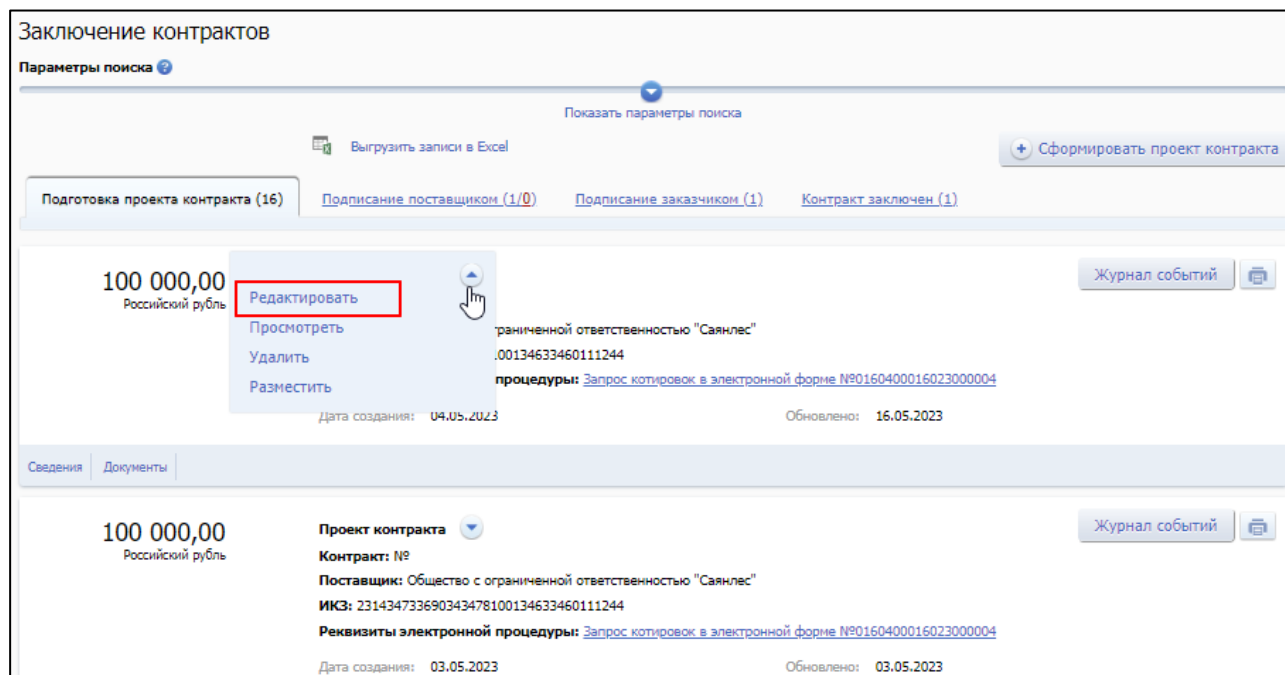 Заключение контрактов
Параметры поиска ?
Показать параметры поиска
Выгрузить записи в Excel
Сформировать проект контракта
Подготовка проекта контракта (16) Подписание поставщиком (1/0) Подписание заказчиком (1) Контракт заключен (1)
100 000,00
Российский рубль
Журнал событий
Редактировать
Просмотреть
Удалить
Разместить
раниченной ответственностью "Саянлес"
00134633460111244
процедуры: Запрос котировок в электронной форме №0160400016023000004
Дата создания: 04.05.2023 Обновлено: 16.05.2023
Сведения Документы
100 000,00
Российский рубль
Проект контракта
Журнал событий
Контракт: №
Поставщик: Общество с ограниченной ответственностью "Саянлес"
ИКЗ: 231434733690343478100134633460111244
Реквизиты электронной процедуры: Запрос котировок в электронной форме №0160400016023000004
Дата создания: 03.05.2023 Обновлено: 03.05.2023